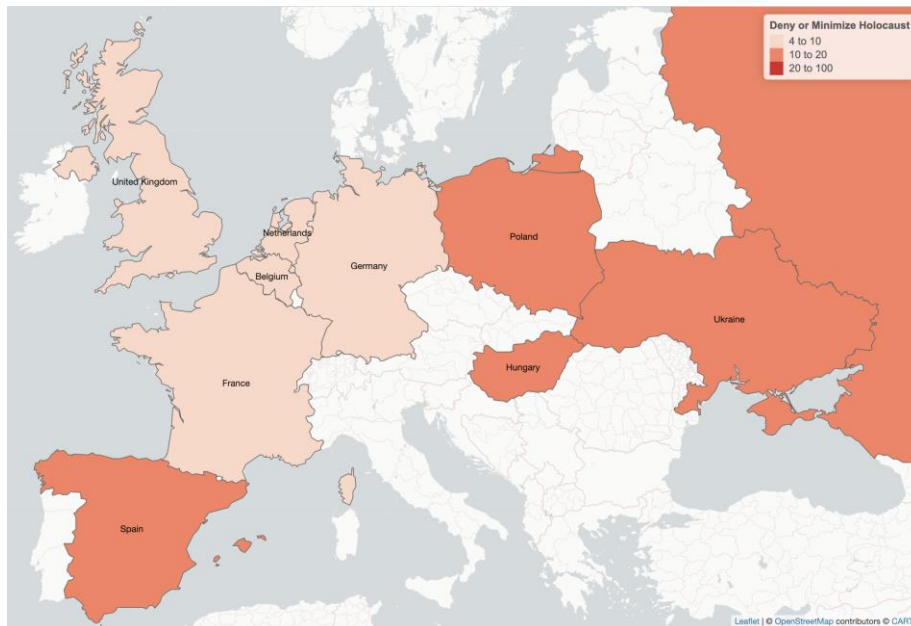 Deny or Minimize Holocaust
4 to 10
10 to 20
20 to 100
United Kingdom
Netherlands
Belgium
Germany
Poland
Ukraine
France
Hungary
Spain
Leaflet | © OpenStreetMap contributors © CART